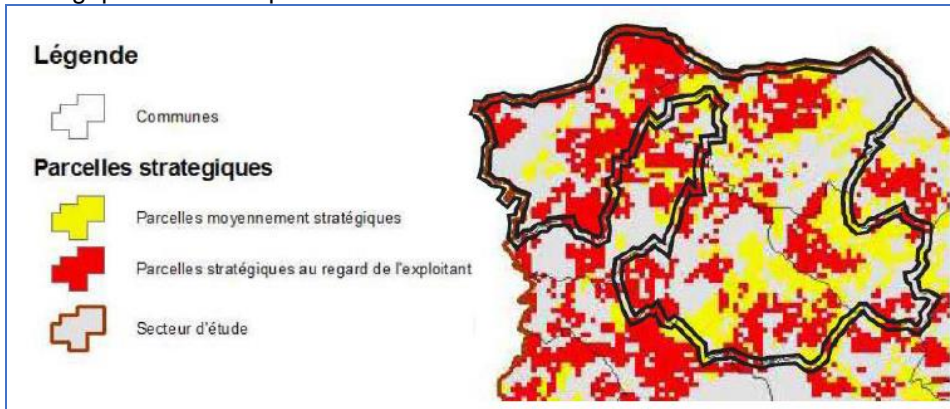 Légende
Communes
Parcelles strategiques
Parcelles moyennement stratégiques
Parcelles stratégiques au regard de l'exploitant
Secteur d'étude